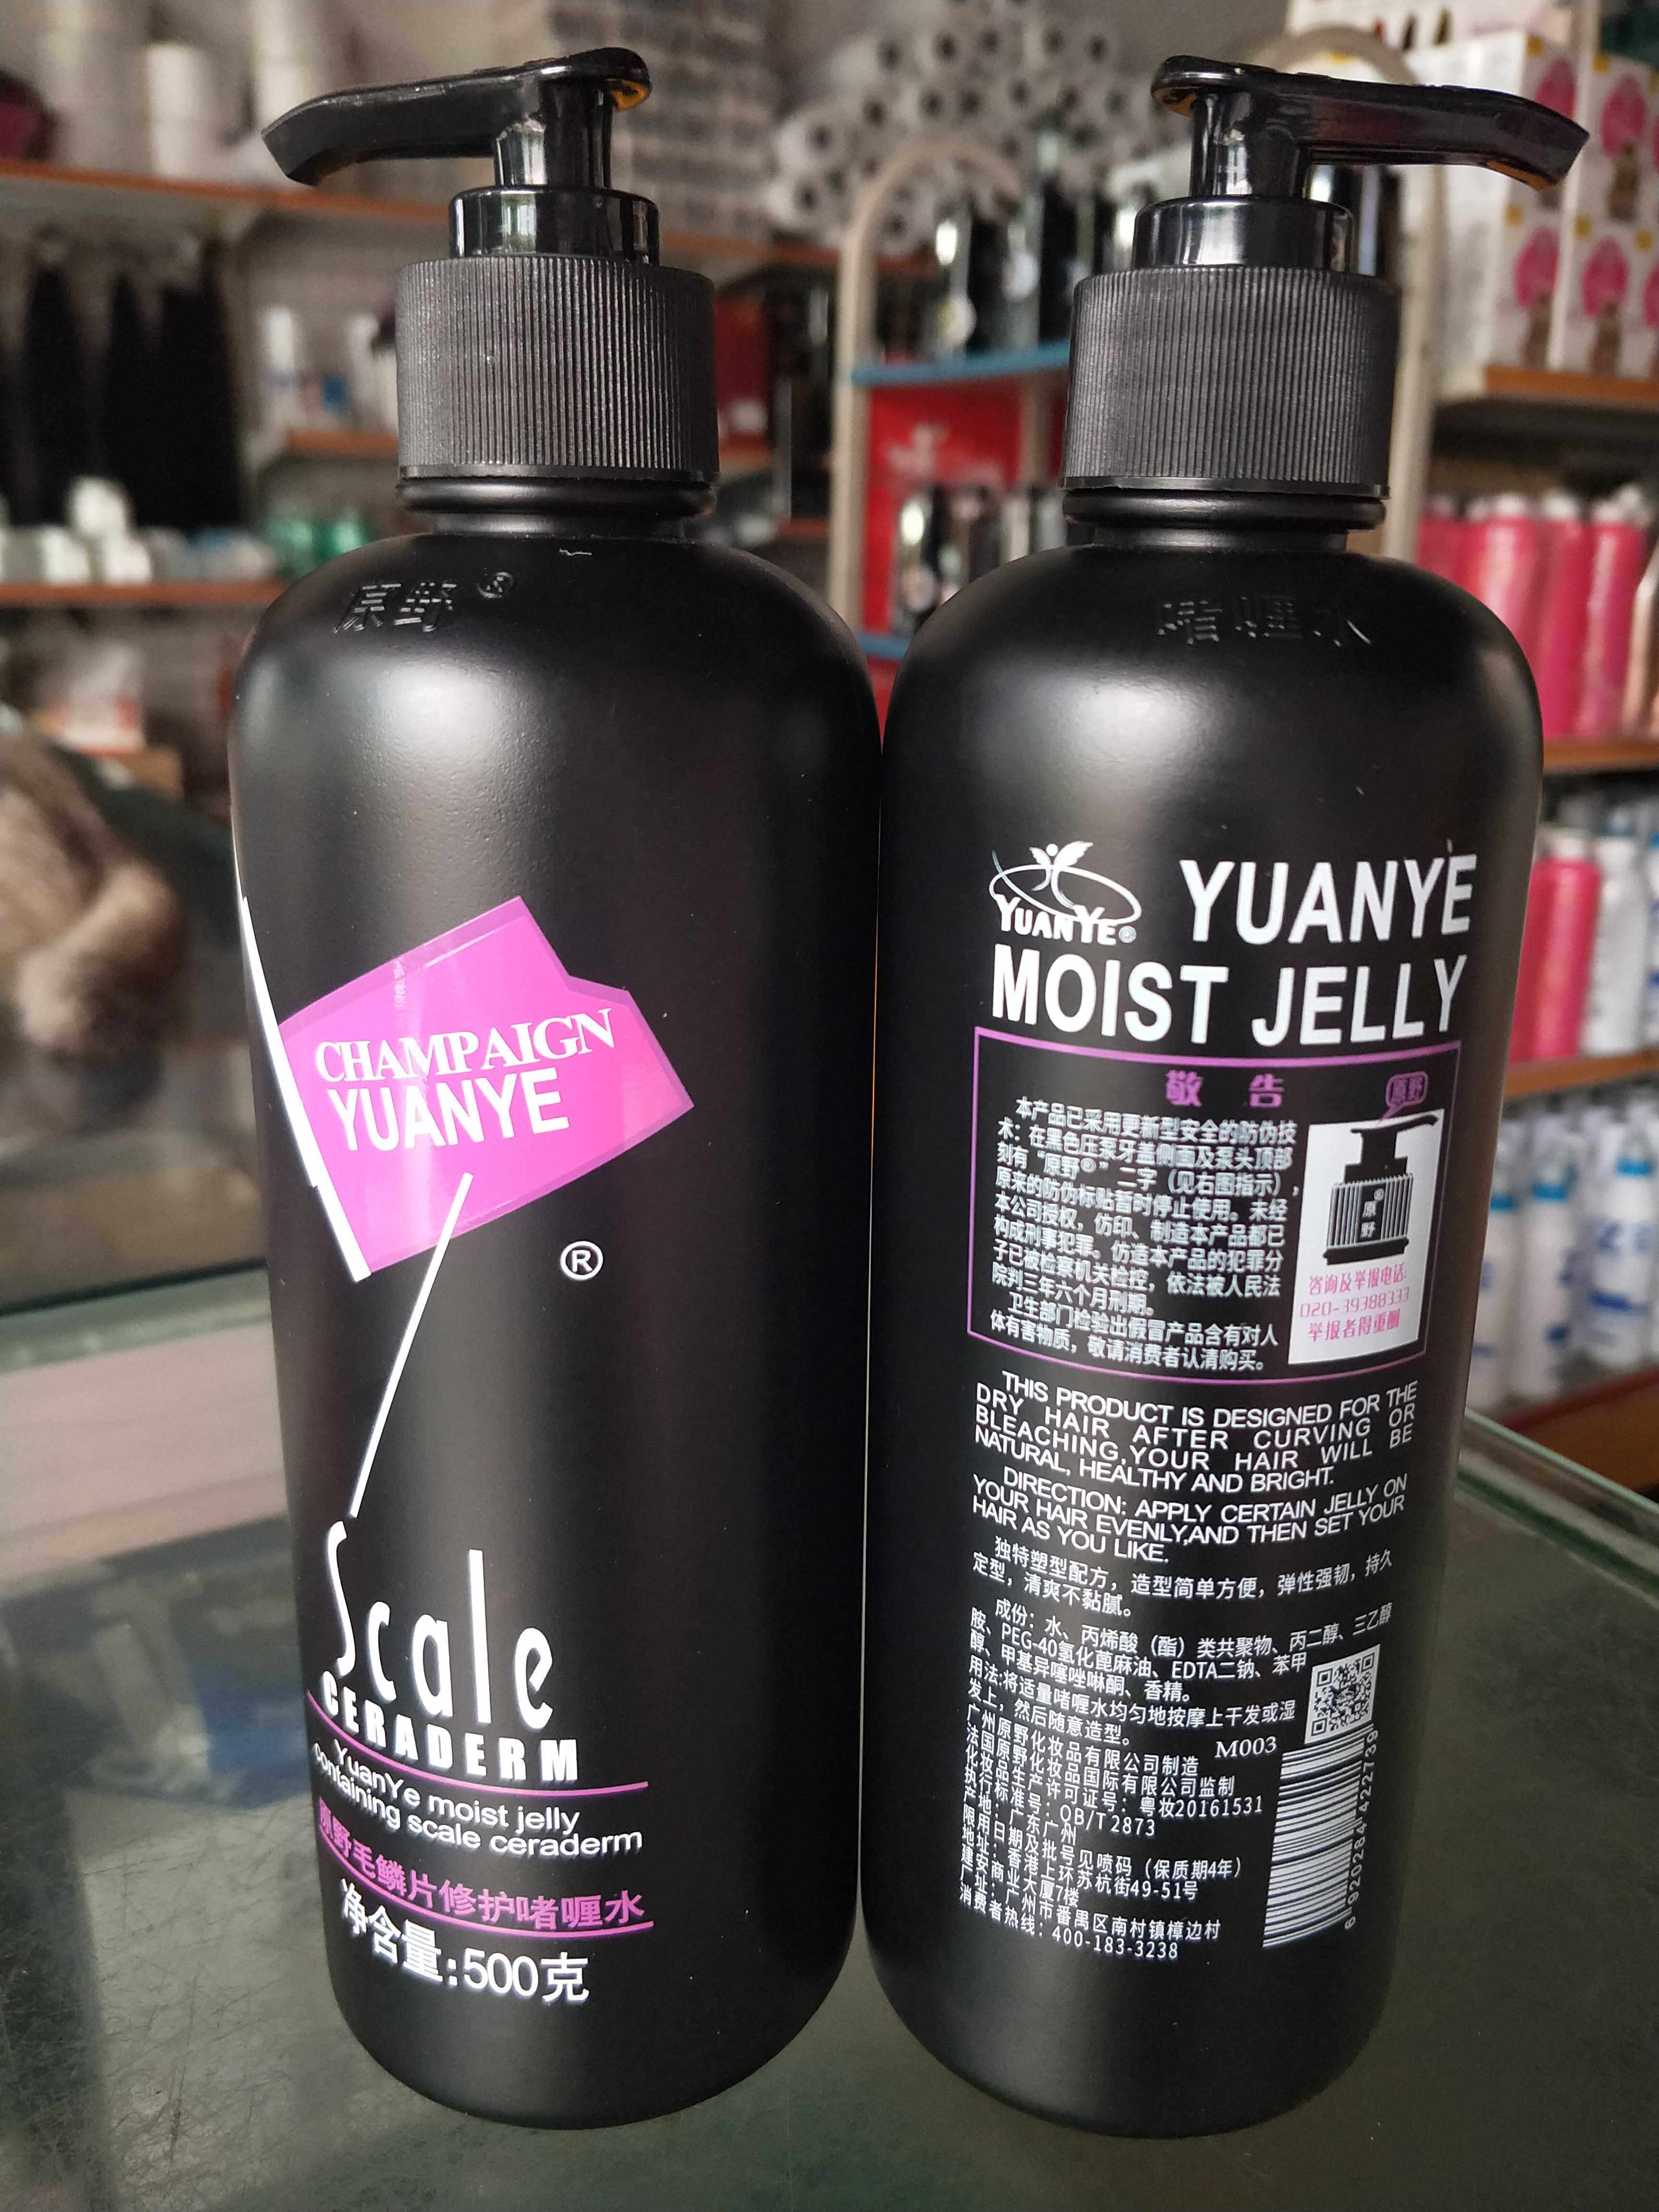 原野®
CHAMPAIGN
YUANYE
®
Scale
CERADERM
YuanYe moist jelly
containing scale ceraderm
原野毛鳞片修护啫喱水
净含量:500克
啫喱水
YUANYE®
YUANYE
MOIST JELLY
敬 告
原野
本产品已采用更新型安全的防伪技
术：在黑色压泵牙盖侧面及泵头顶部
刻有“原野®”二字（见右图指示），
原来的防伪标贴暂时停止使用。未经
本公司授权，仿印、制造本产品都已
构成刑事犯罪。仿造本产品的犯罪分
子已被检察机关检控，依法被人民法
院判三年六个月刑期。
卫生部门检验出假冒产品含有对人
体有害物质，敬请消费者认清购买。
®
原
野
咨询及举报电话:
020-39388333
举报者得重酬
THIS PRODUCT IS DESIGNED FOR THE
DRY HAIR AFTER CURVING OR
BLEACHING,YOUR HAIR WILL BE
NATURAL, HEALTHY AND BRIGHT.
DIRECTION: APPLY CERTAIN JELLY ON
YOUR HAIR EVENLY,AND THEN SET YOUR
HAIR AS YOU LIKE.
独特塑型配方，造型简单方便，弹性强韧，持久
定型，清爽不黏腻。
成份：水、丙烯酸（酯）类共聚物、丙二醇、三乙醇
胺、PEG-40氢化蓖麻油、EDTA二钠、苯甲
醇、甲基异噻唑啉酮、香精。
用法:将适量啫喱水均匀地按摩上干发或湿
发上，然后随意造型。
M003
广州原野化妆品有限公司制造
法国原野化妆品国际有限公司监制
化妆品生产许可证号：粤妆20161531
执行标准号：QB/T2873
产地：广东广州
限用日期及批号见喷码（保质期4年）
地址：香港上环苏杭街49-51号
建安商业大厦7楼
厂址：广州市番禺区南村镇樟边村
消费者热线：400-183-3238
6 920284 422739